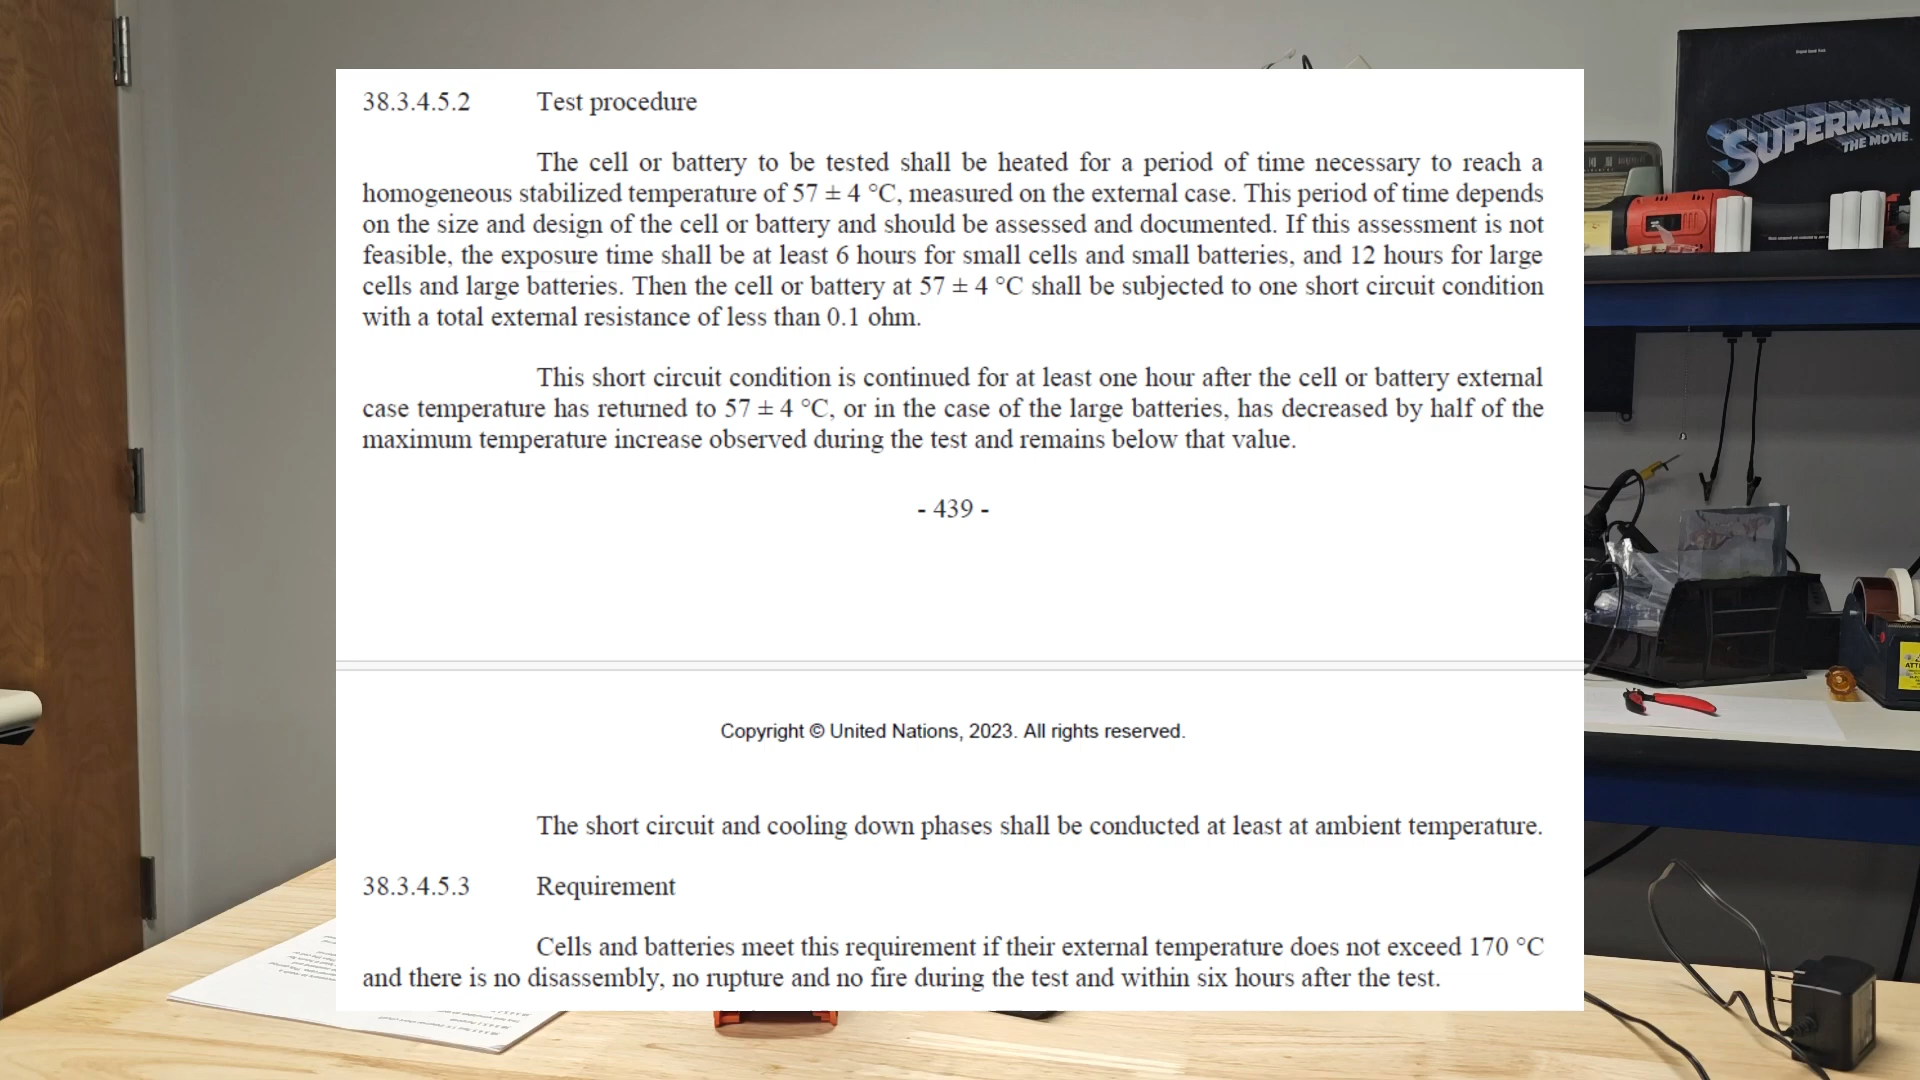 38.3.4.5.2 Test procedure
The cell or battery to be tested shall be heated for a period of time necessary to reach a
homogeneous stabilized temperature of 57 ± 4 °C, measured on the external case. This period of time depends
on the size and design of the cell or battery and should be assessed and documented. If this assessment is not
feasible, the exposure time shall be at least 6 hours for small cells and small batteries, and 12 hours for large
cells and large batteries. Then the cell or battery at 57 ± 4 °C shall be subjected to one short circuit condition
with a total external resistance of less than 0.1 ohm.
This short circuit condition is continued for at least one hour after the cell or battery external
case temperature has returned to 57 ± 4 °C, or in the case of the large batteries, has decreased by half of the
maximum temperature increase observed during the test and remains below that value.
- 439 -
Copyright © United Nations, 2023. All rights reserved.
The short circuit and cooling down phases shall be conducted at least at ambient temperature.
38.3.4.5.3 Requirement
Cells and batteries meet this requirement if their external temperature does not exceed 170 °C
and there is no disassembly, no rupture and no fire during the test and within six hours after the test.
SUPERMAN
THE MOVIE
ATT